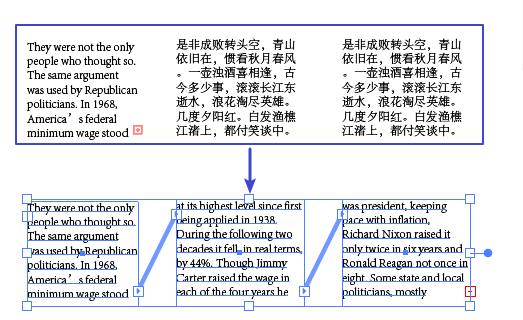 They were not the only
people who thought so.
The same argument
was used by Republican
politicians. In 1968,
America’s federal
minimum wage stood
是非成败转头空，青山
依旧在，惯看秋月春风
。一壶浊酒喜相逢，古
今多少事，滚滚长江东
逝水，浪花淘尽英雄。
几度夕阳红。白发渔樵
江渚上，都付笑谈中。
是非成败转头空，青山
依旧在，惯看秋月春风
。一壶浊酒喜相逢，古
今多少事，滚滚长江东
逝水，浪花淘尽英雄。
几度夕阳红。白发渔樵
江渚上，都付笑谈中。
They were not the only
people who thought so.
The same argument
was used by Republican
politicians. In 1968,
America’s federal
minimum wage stood
at its highest level since first
being applied in 1938.
During the following two
decades it fell, in real terms,
by 44%. Though Jimmy
Carter raised the wage in
each of the four years he
was president, keeping
pace with inflation,
Richard Nixon raised it
only twice in six years and
Ronald Reagan not once in
eight. Some state and local
politicians, mostly